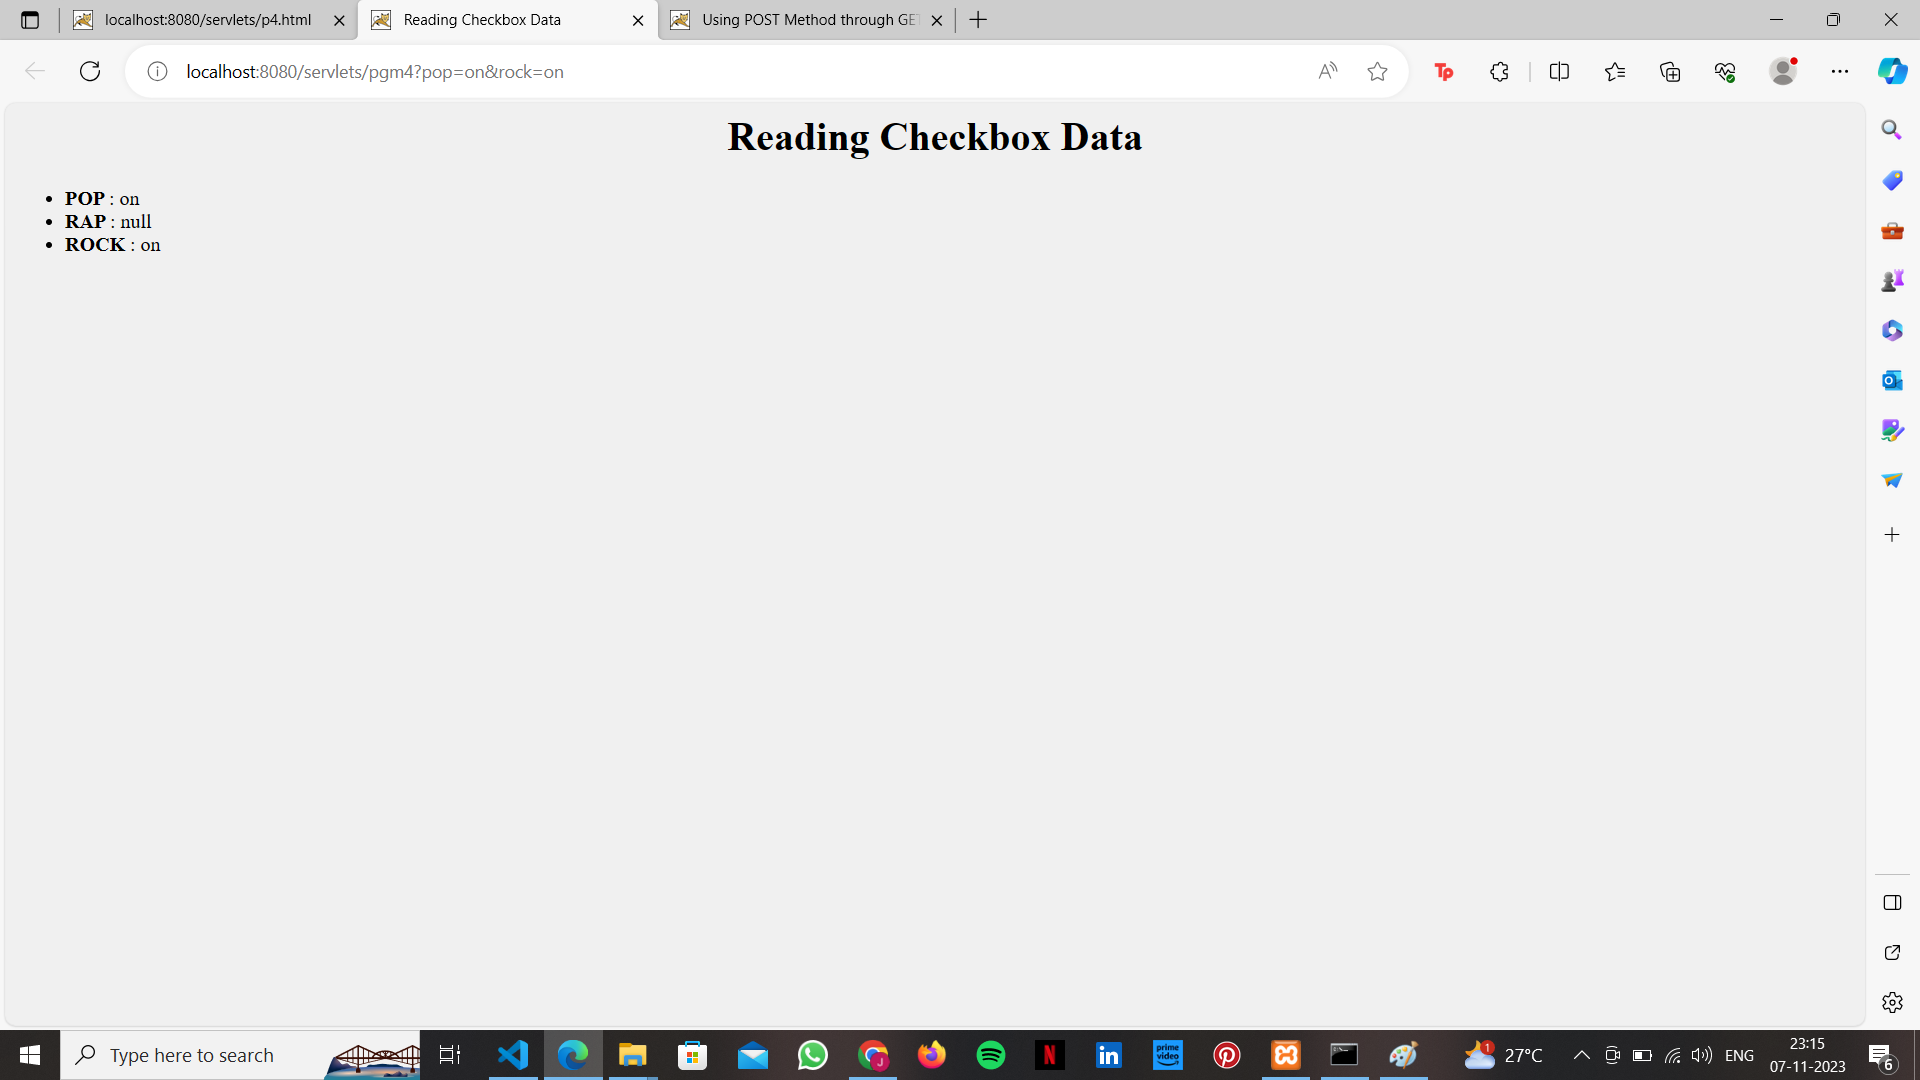 localhost:8080/servlets/p4.html
Reading Checkbox Data
Using POST Method through GE
localhost:8080/servlets/pgm4?pop=on&rock=on
Reading Checkbox Data
• POP : on
• RAP : null
• ROCK : on
Type here to search
27°C
ENG
23:15
07-11-2023
6